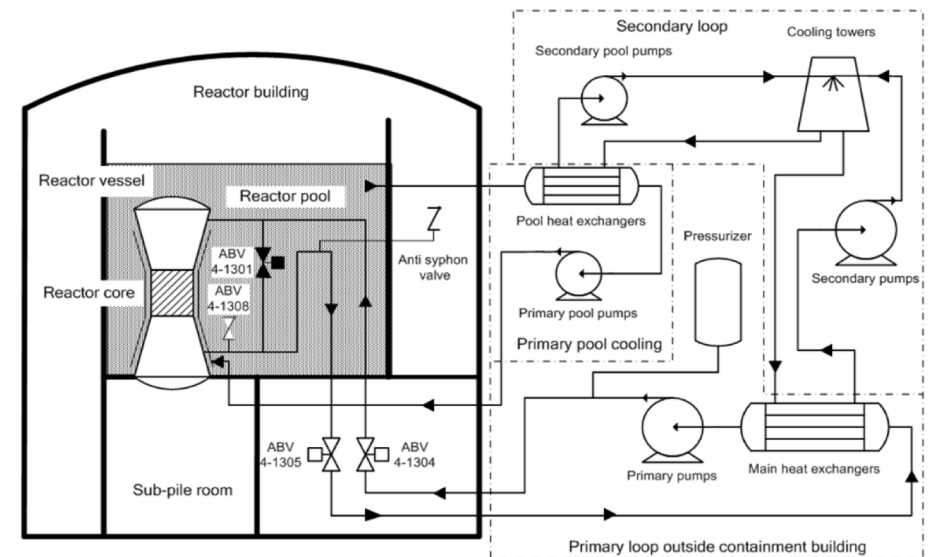 Secondary loop
Cooling towers
Secondary pool pumps
Reactor building
Reactor vessel
Reactor pool
Pool heat exchangers
Pressurizer
ABV
4-1301
Anti syphon
valve
Secondary pumps
Reactor core
ABV
4-1308
Primary pool pumps
Primary pool cooling
ABV
4-1305
ABV
4-1304
Primary pumps
Main heat exchangers
Sub-pile room
Primary loop outside containment building